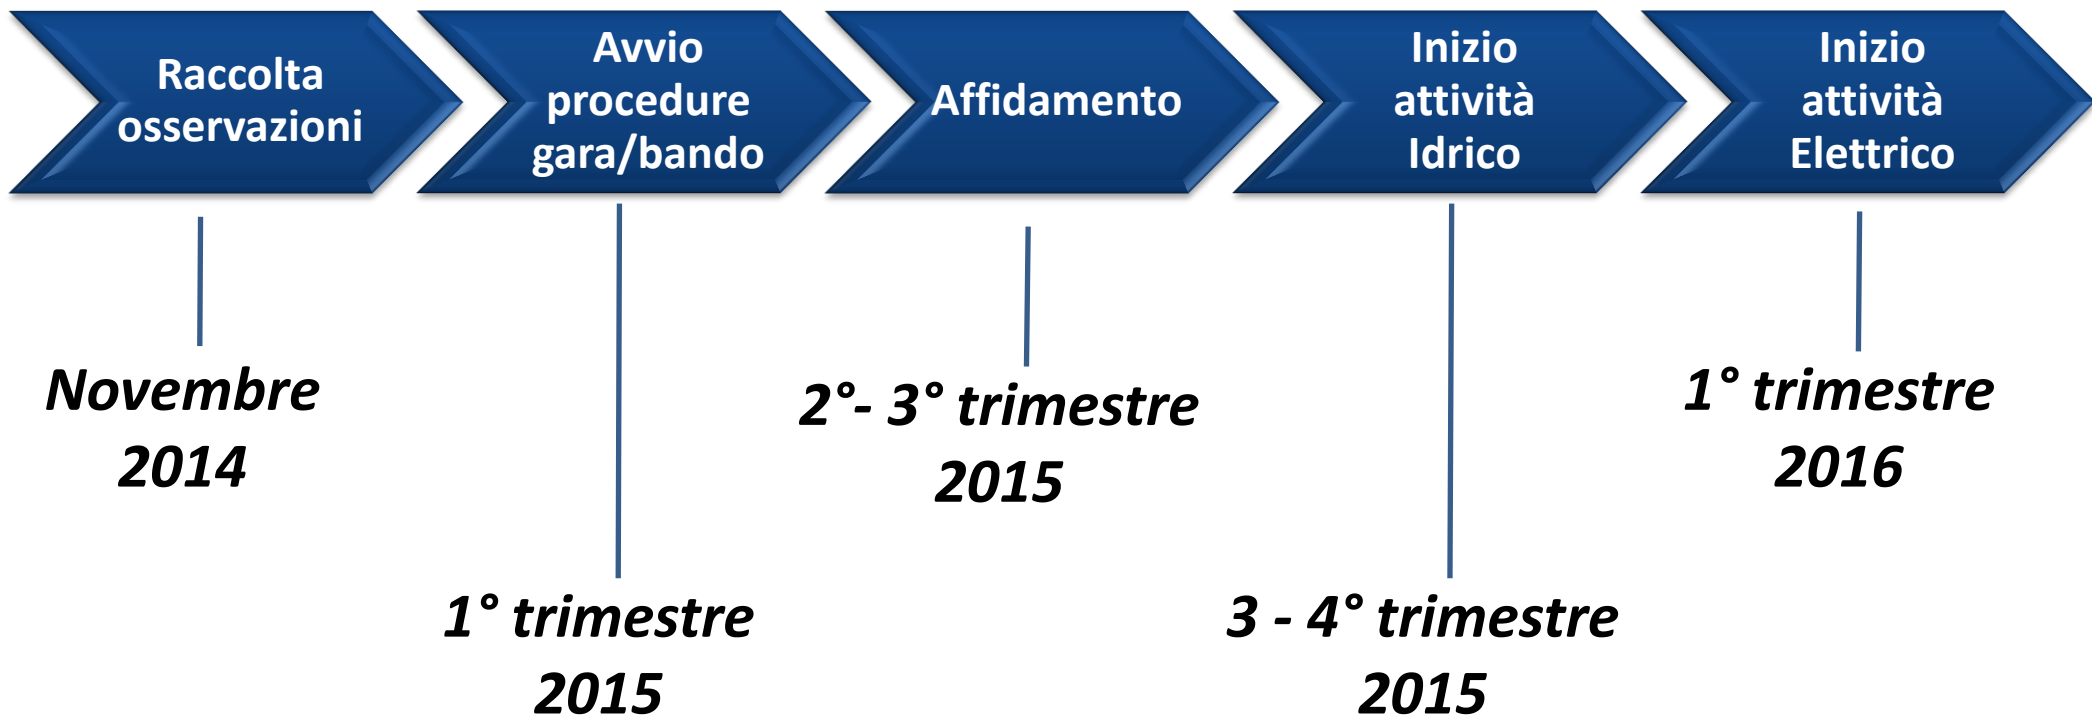 Raccolta
osservazioni
Avvio
procedure
gara/bando
Affidamento
Inizio
attività
Idrico
Inizio
attività
Elettrico
Novembre
2014
1° trimestre
2015
2°- 3° trimestre
2015
3 - 4° trimestre
2015
1° trimestre
2016